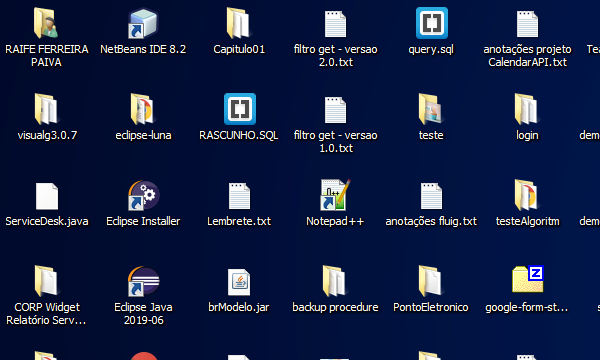 RAIFE FERREIRA
PAIVA
NetBeans IDE 8.2
Capitulo01
filtro get - versao
2.0.txt
query.sql
anotações projeto
CalendarAPI.txt
Tea
visualg3.0.7
eclipse-luna
RASCUNHO.SQL
filtro get - versao
1.0.txt
teste
login
demo
ServiceDesk.java
Eclipse Installer
Lembrete.txt
Notepad++
anotações fluig.txt
testeAlgoritm
demo
CORP Widget
Relatório Serv...
Eclipse Java
2019-06
brModelo.jar
backup procedure
PontoEletronico
google-form-st...
s